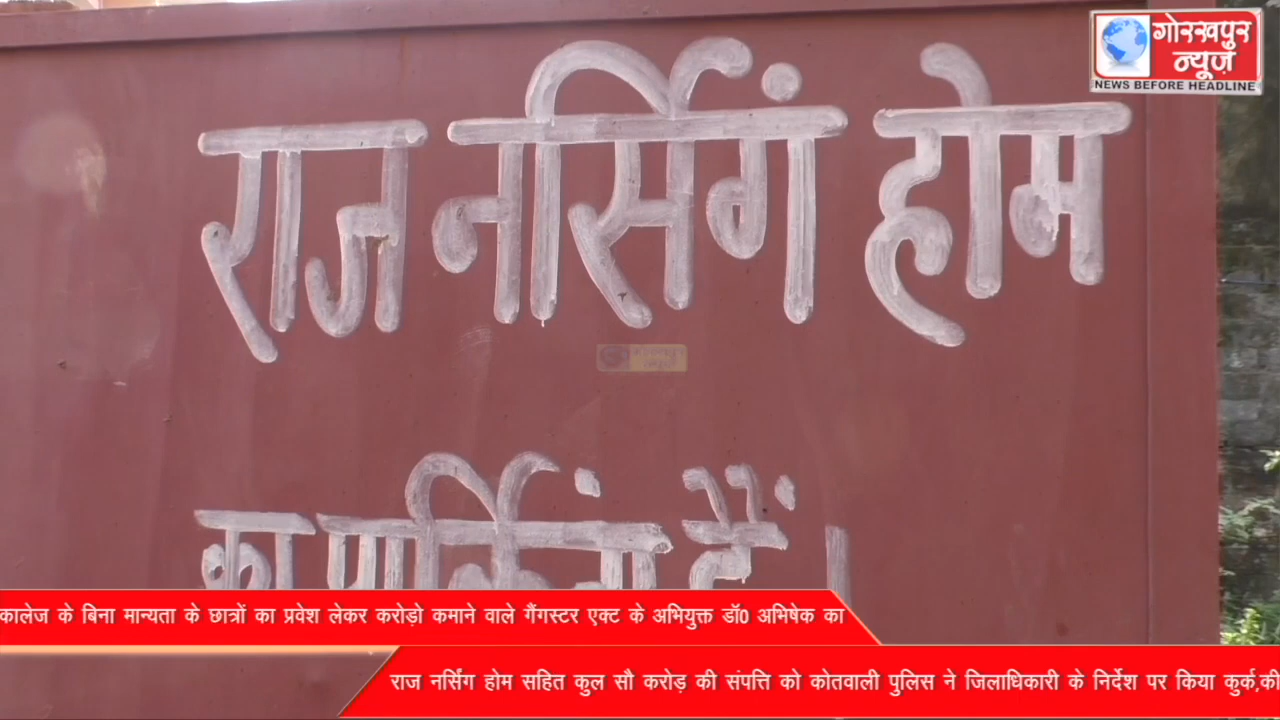 गोरखपुर
न्यूज़
NEWS BEFORE HEADLINE
राज नर्सिंग होम
का पार्किंग हैं।
कालेज के बिना मान्यता के छात्रों का प्रवेश लेकर करोड़ो कमाने वाले गैंगस्टर एक्ट के अभियुक्त डॉ0 अभिषेक का
राज नर्सिंग होम सहित कुल सौ करोड़ की संपत्ति को कोतवाली पुलिस ने जिलाधिकारी के निर्देश पर किया कुर्क,की